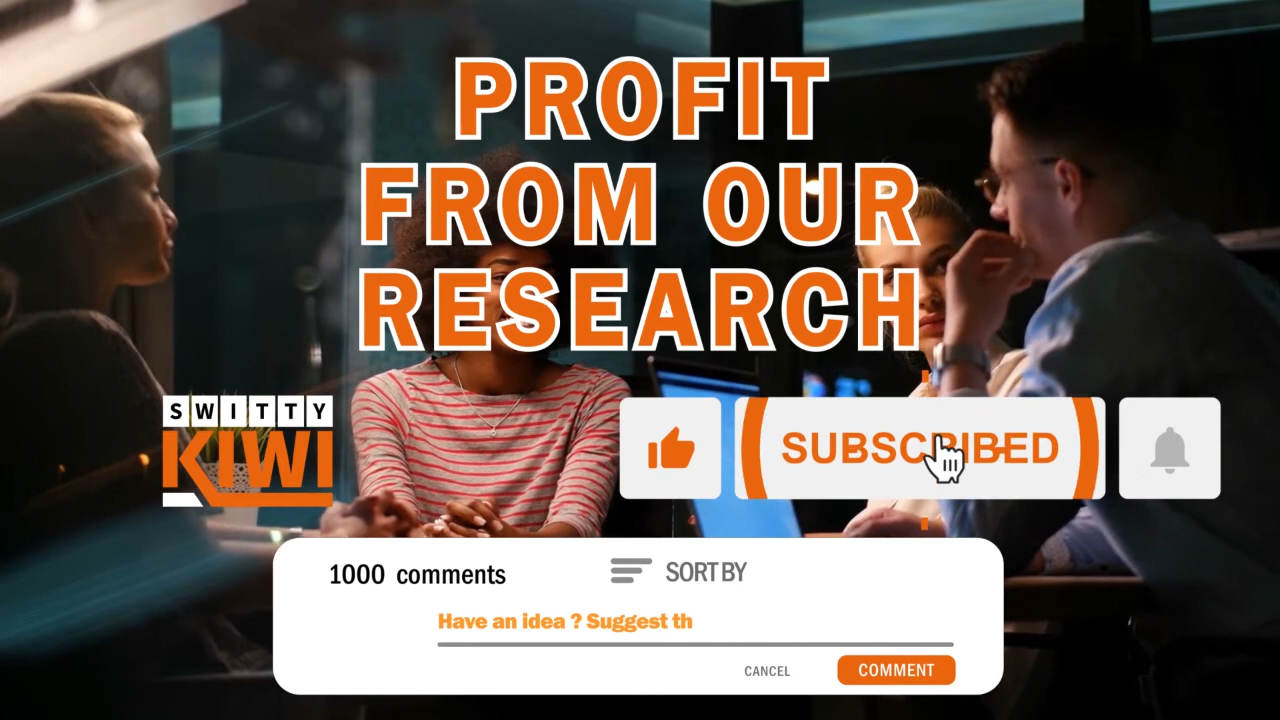 PROFIT
FROM OUR
RESEARCH
SWITTY
KIWI
SUBSCRIBED
1000 comments
SORT BY
Have an idea ? Suggest th
CANCEL
COMMENT